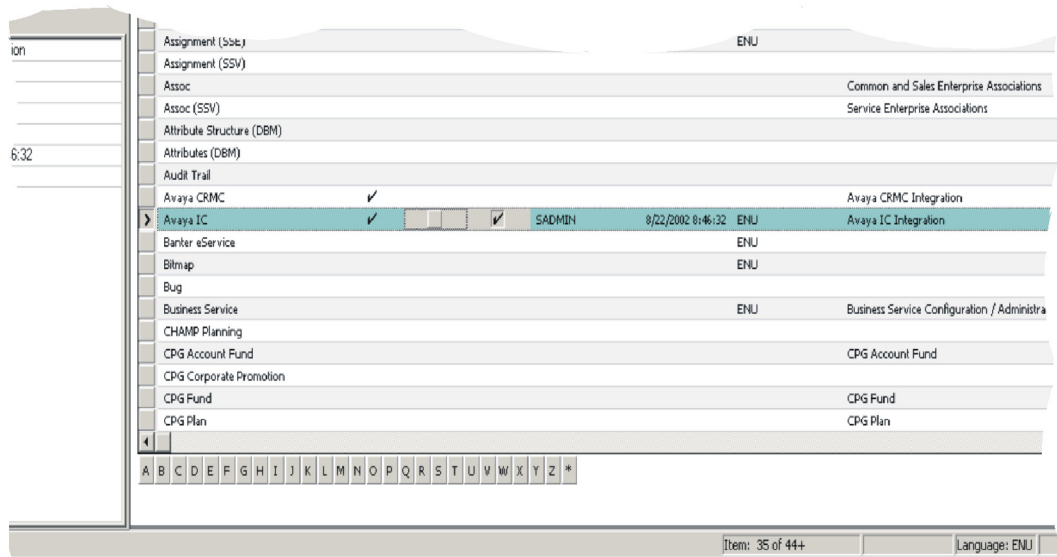 ion
6:32
Assignment (SSE) ENU
Assignment (SSV)
Assoc Common and Sales Enterprise Associations
Assoc (SSV) Service Enterprise Associations
Attribute Structure (DBM)
Attributes (DBM)
Audit Trail
Avaya CRMC ✓ Avaya CRMC Integration
Avaya IC ✓ ✓ SADMIN 8/22/2002 8:46:32 ENU Avaya IC Integration
Banter eService ENU
Bitmap ENU
Bug
Business Service ENU Business Service Configuration / Administra
CHAMP Planning
CPG Account Fund CPG Account Fund
CPG Corporate Promotion
CPG Fund CPG Fund
CPG Plan CPG Plan
A B C D E F G H I J K L M N O P Q R S T U V W X Y Z *
Item: 35 of 44+ Language: ENU